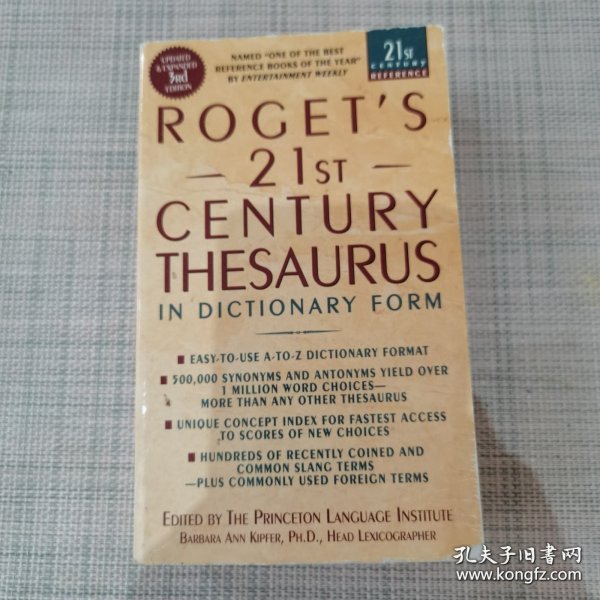 UPDATED
& EXPANDED
3RD
EDITION
NAMED "ONE OF THE BEST
REFERENCE BOOKS OF THE YEAR"
BY ENTERTAINMENT WEEKLY
21ST
CENTURY
REFERENCE
ROGET'S
— 21ST —
CENTURY
THESAURUS
IN DICTIONARY FORM
■ EASY-TO-USE A-TO-Z DICTIONARY FORMAT
■ 500,000 SYNONYMS AND ANTONYMS YIELD OVER
1 MILLION WORD CHOICES—
MORE THAN ANY OTHER THESAURUS
■ UNIQUE CONCEPT INDEX FOR FASTEST ACCESS
TO SCORES OF NEW CHOICES
■ HUNDREDS OF RECENTLY COINED AND
COMMON SLANG TERMS
—PLUS COMMONLY USED FOREIGN TERMS
EDITED BY THE PRINCETON LANGUAGE INSTITUTE
BARBARA ANN KIPFER, PH.D., HEAD LEXICOGRAPHER
孔夫子旧书网
www.kongfz.com